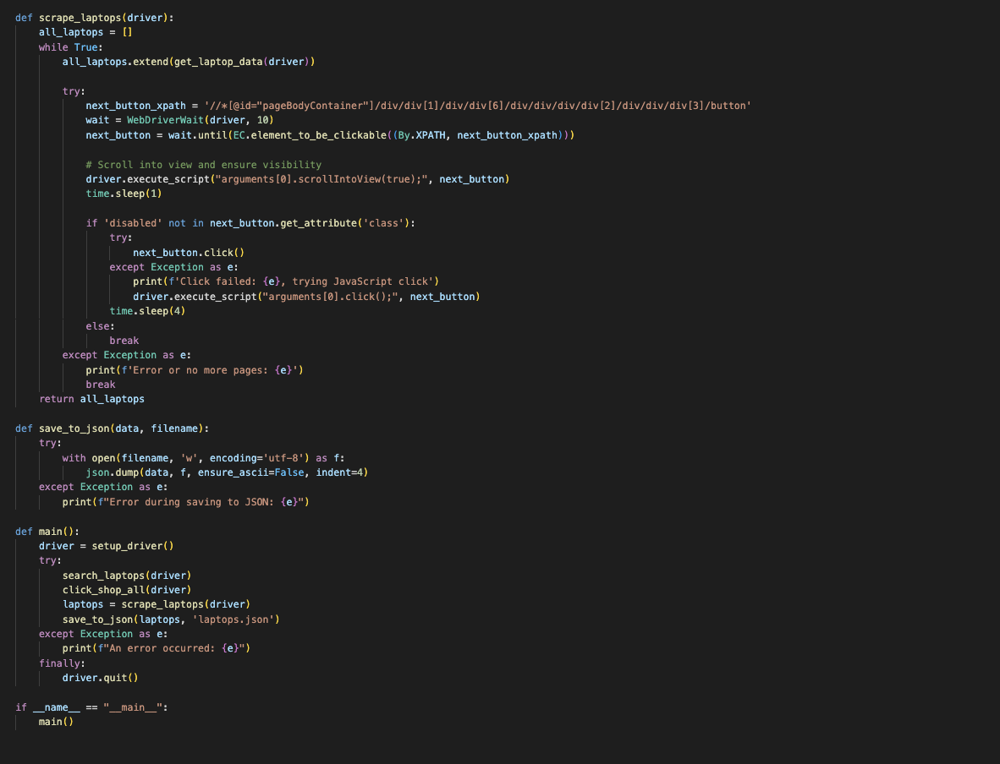 def scrape_laptops(driver):
    all_laptops = []
    while True:
        all_laptops.extend(get_laptop_data(driver))

        try:
            next_button_xpath = '//*[@id="pageBodyContainer"]/div/div[1]/div/div[6]/div/div/div/div[2]/div/div/div[3]/button'
            wait = WebDriverWait(driver, 10)
            next_button = wait.until(EC.element_to_be_clickable((By.XPATH, next_button_xpath)))

            # Scroll into view and ensure visibility
            driver.execute_script("arguments[0].scrollIntoView(true);", next_button)
            time.sleep(1)

            if 'disabled' not in next_button.get_attribute('class'):
                try:
                    next_button.click()
                except Exception as e:
                    print(f'Click failed: {e}, trying JavaScript click')
                    driver.execute_script("arguments[0].click();", next_button)
                time.sleep(4)
            else:
                break
        except Exception as e:
            print(f'Error or no more pages: {e}')
            break
    return all_laptops

def save_to_json(data, filename):
    try:
        with open(filename, 'w', encoding='utf-8') as f:
            json.dump(data, f, ensure_ascii=False, indent=4)
    except Exception as e:
        print(f"Error during saving to JSON: {e}")

def main():
    driver = setup_driver()
    try:
        search_laptops(driver)
        click_shop_all(driver)
        laptops = scrape_laptops(driver)
        save_to_json(laptops, 'laptops.json')
    except Exception as e:
        print(f"An error occurred: {e}")
    finally:
        driver.quit()

if __name__ == "__main__":
    main()